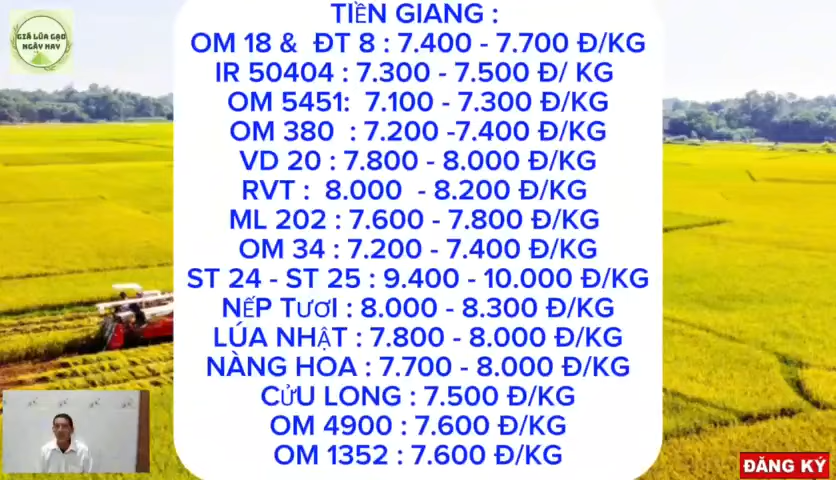 GIÁ LÚA GẠO
NGÀY NAY
TIỀN GIANG :
OM 18 & ĐT 8 : 7.400 - 7.700 Đ/KG
IR 50404 : 7.300 - 7.500 Đ/ KG
OM 5451: 7.100 - 7.300 Đ/KG
OM 380 : 7.200 -7.400 Đ/KG
VD 20 : 7.800 - 8.000 Đ/KG
RVT : 8.000 - 8.200 Đ/KG
ML 202 : 7.600 - 7.800 Đ/KG
OM 34 : 7.200 - 7.400 Đ/KG
ST 24 - ST 25 : 9.400 - 10.000 Đ/KG
NẾP TƯƠI : 8.000 - 8.300 Đ/KG
LÚA NHẬT : 7.800 - 8.000 Đ/KG
NÀNG HOA : 7.700 - 8.000 Đ/KG
CỬU LONG : 7.500 Đ/KG
OM 4900 : 7.600 Đ/KG
OM 1352 : 7.600 Đ/KG
ĐĂNG KÝ